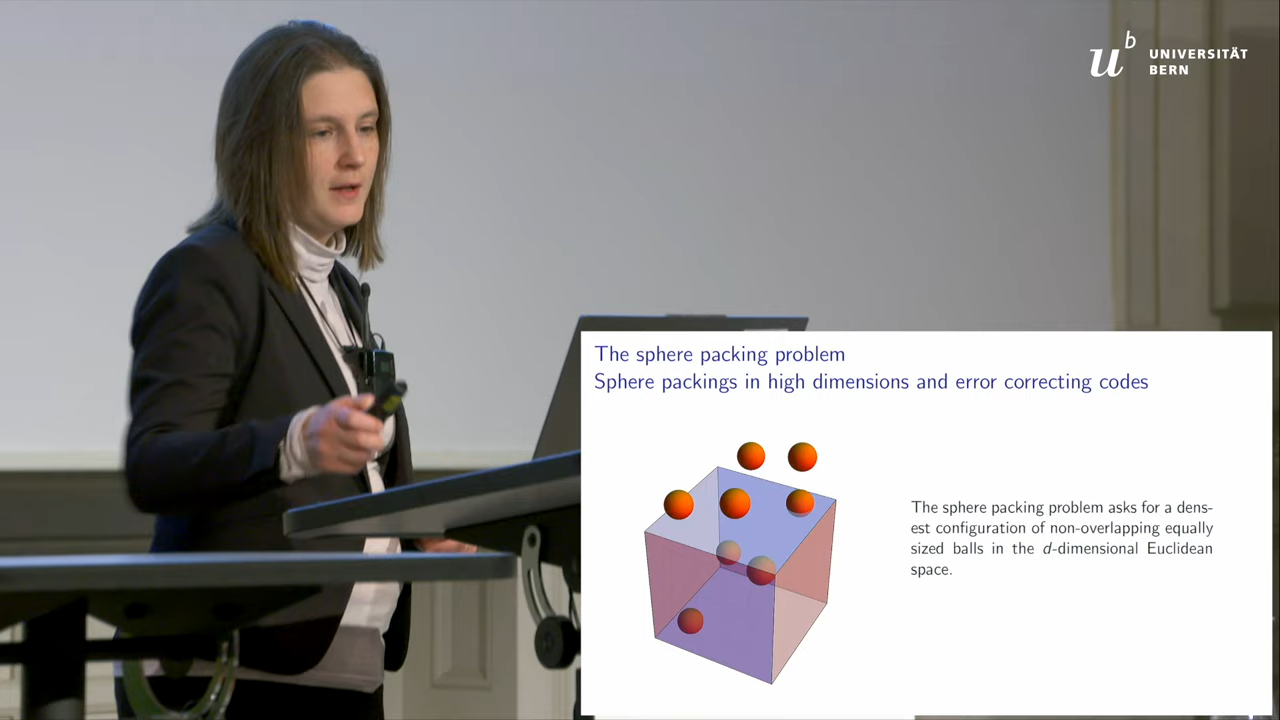 u b
UNIVERSITÄT
BERN
The sphere packing problem
Sphere packings in high dimensions and error correcting codes
The sphere packing problem asks for a dens-
est configuration of non-overlapping equally
sized balls in the d-dimensional Euclidean
space.